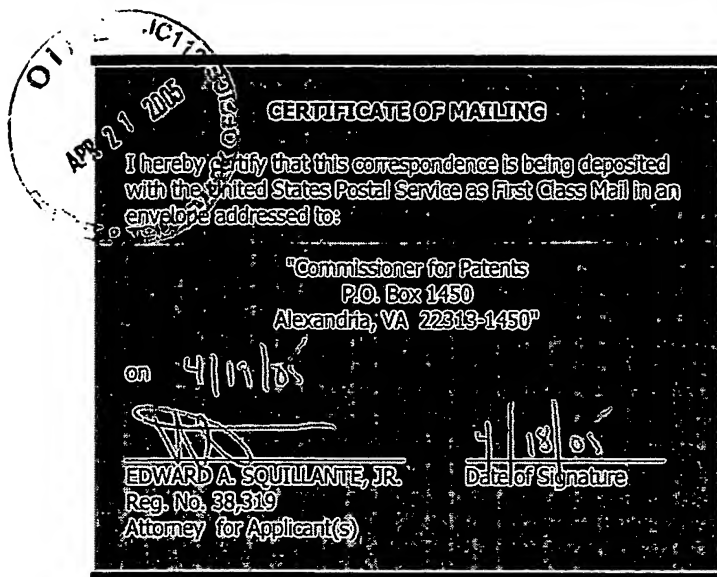 JC11
APR 21 2005
CERTIFICATE OF MAILING
I hereby certify that this correspondence is being deposited
with the United States Postal Service as First Class Mail in an
envelope addressed to:
"Commissioner for Patents
P.O. Box 1450
Alexandria, VA 22313-1450"
on 4/19/05
4/18/05
EDWARD A. SQUILLANTE, JR. Date of Signature
Reg. No. 38,319
Attorney for Applicant(s)